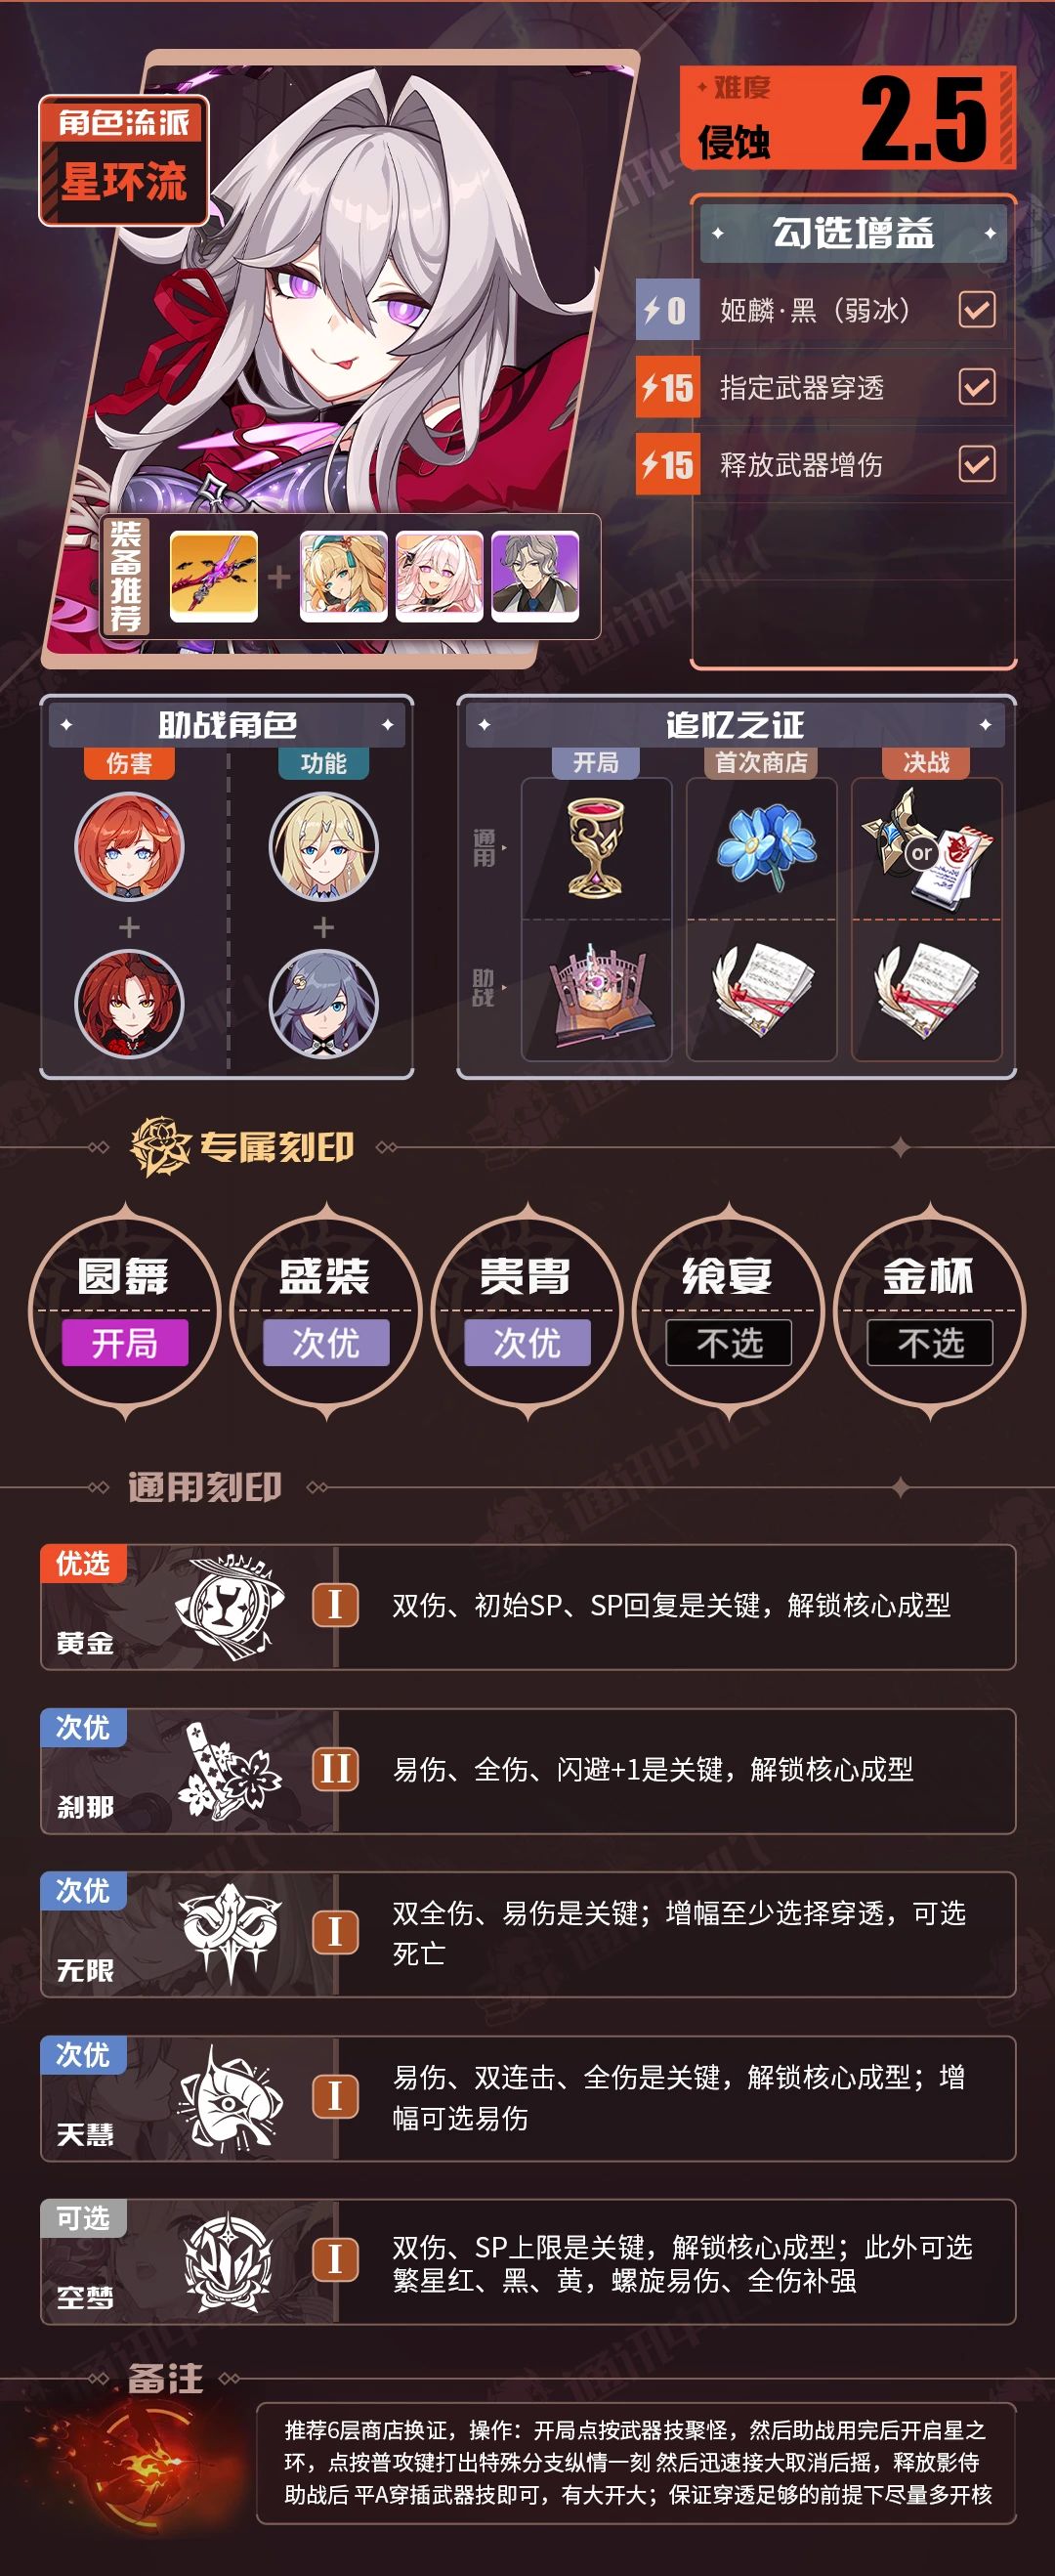 角色流派
星环流
难度
侵蚀
2.5
勾选增益
0 姬麟·黑（弱冰）
15 指定武器穿透
15 释放武器增伤
装备推荐
助战角色
伤害
功能
追忆之证
开局
首次商店
决战
通用
or
助战
专属刻印
圆舞
开局
盛装
次优
贵胄
次优
飨宴
不选
金杯
不选
通用刻印
优选
黄金
I
双伤、初始SP、SP回复是关键，解锁核心成型
次优
刹那
II
易伤、全伤、闪避+1是关键，解锁核心成型
次优
无限
I
双全伤、易伤是关键；增幅至少选择穿透，可选
死亡
次优
天慧
I
易伤、双连击、全伤是关键，解锁核心成型；增
幅可选易伤
可选
空梦
I
双伤、SP上限是关键，解锁核心成型；此外可选
繁星红、黑、黄，螺旋易伤、全伤补强
备注
推荐6层商店换证，操作：开局点按武器技聚怪，然后助战用完后开启星之
环，点按普攻键打出特殊分支纵情一刻 然后迅速接大取消后摇，释放影侍
助战后 平A穿插武器技即可，有大开大；保证穿透足够的前提下尽量多开核